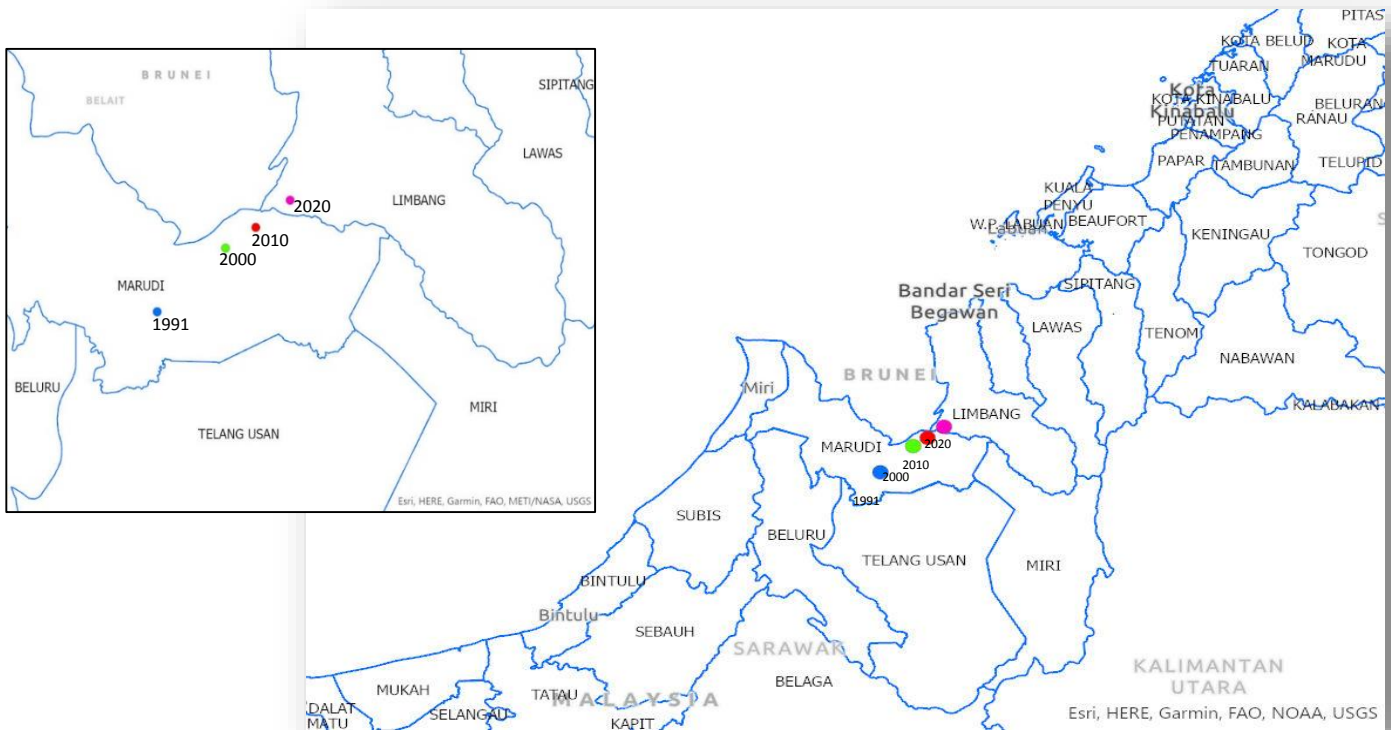 BRUNEI
BELAIT
SIPITANG
LAWAS
LIMBANG
2020
2010
2000
MARUDI
1991
BELURU
MIRI
TELANG USAN
Esri, HERE, Garmin, FAO, METI/NASA, USGS
PITAS
KOTA BELUD
KOTA
MARUDU
TUARAN
Kota
Kinabalu
KOTA KINABALU
BELURAN
RANAU
PUTATAN
PENAMPANG
PAPAR
TAMBUNAN
TELUPID
KUALA
PENYU
W.P. LABUAN
Labuan
BEAUFORT
KENINGAU
S
TONGOD
SIPITANG
Bandar Seri
Begawan
LAWAS
TENOM
NABAWAN
BRUNEI
Miri
KALABAKAN
LIMBANG
MARUDI
2020
2010
2000
1991
SUBIS
BELURU
TELANG USAN
MIRI
BINTULU
Bintulu
SEBAUH
SARAWAK
KALIMANTAN
UTARA
BELAGA
MUKAH
TATAU
MALAYSIA
DALAT
MATU
SELANGAU
KAPIT
Esri, HERE, Garmin, FAO, NOAA, USGS